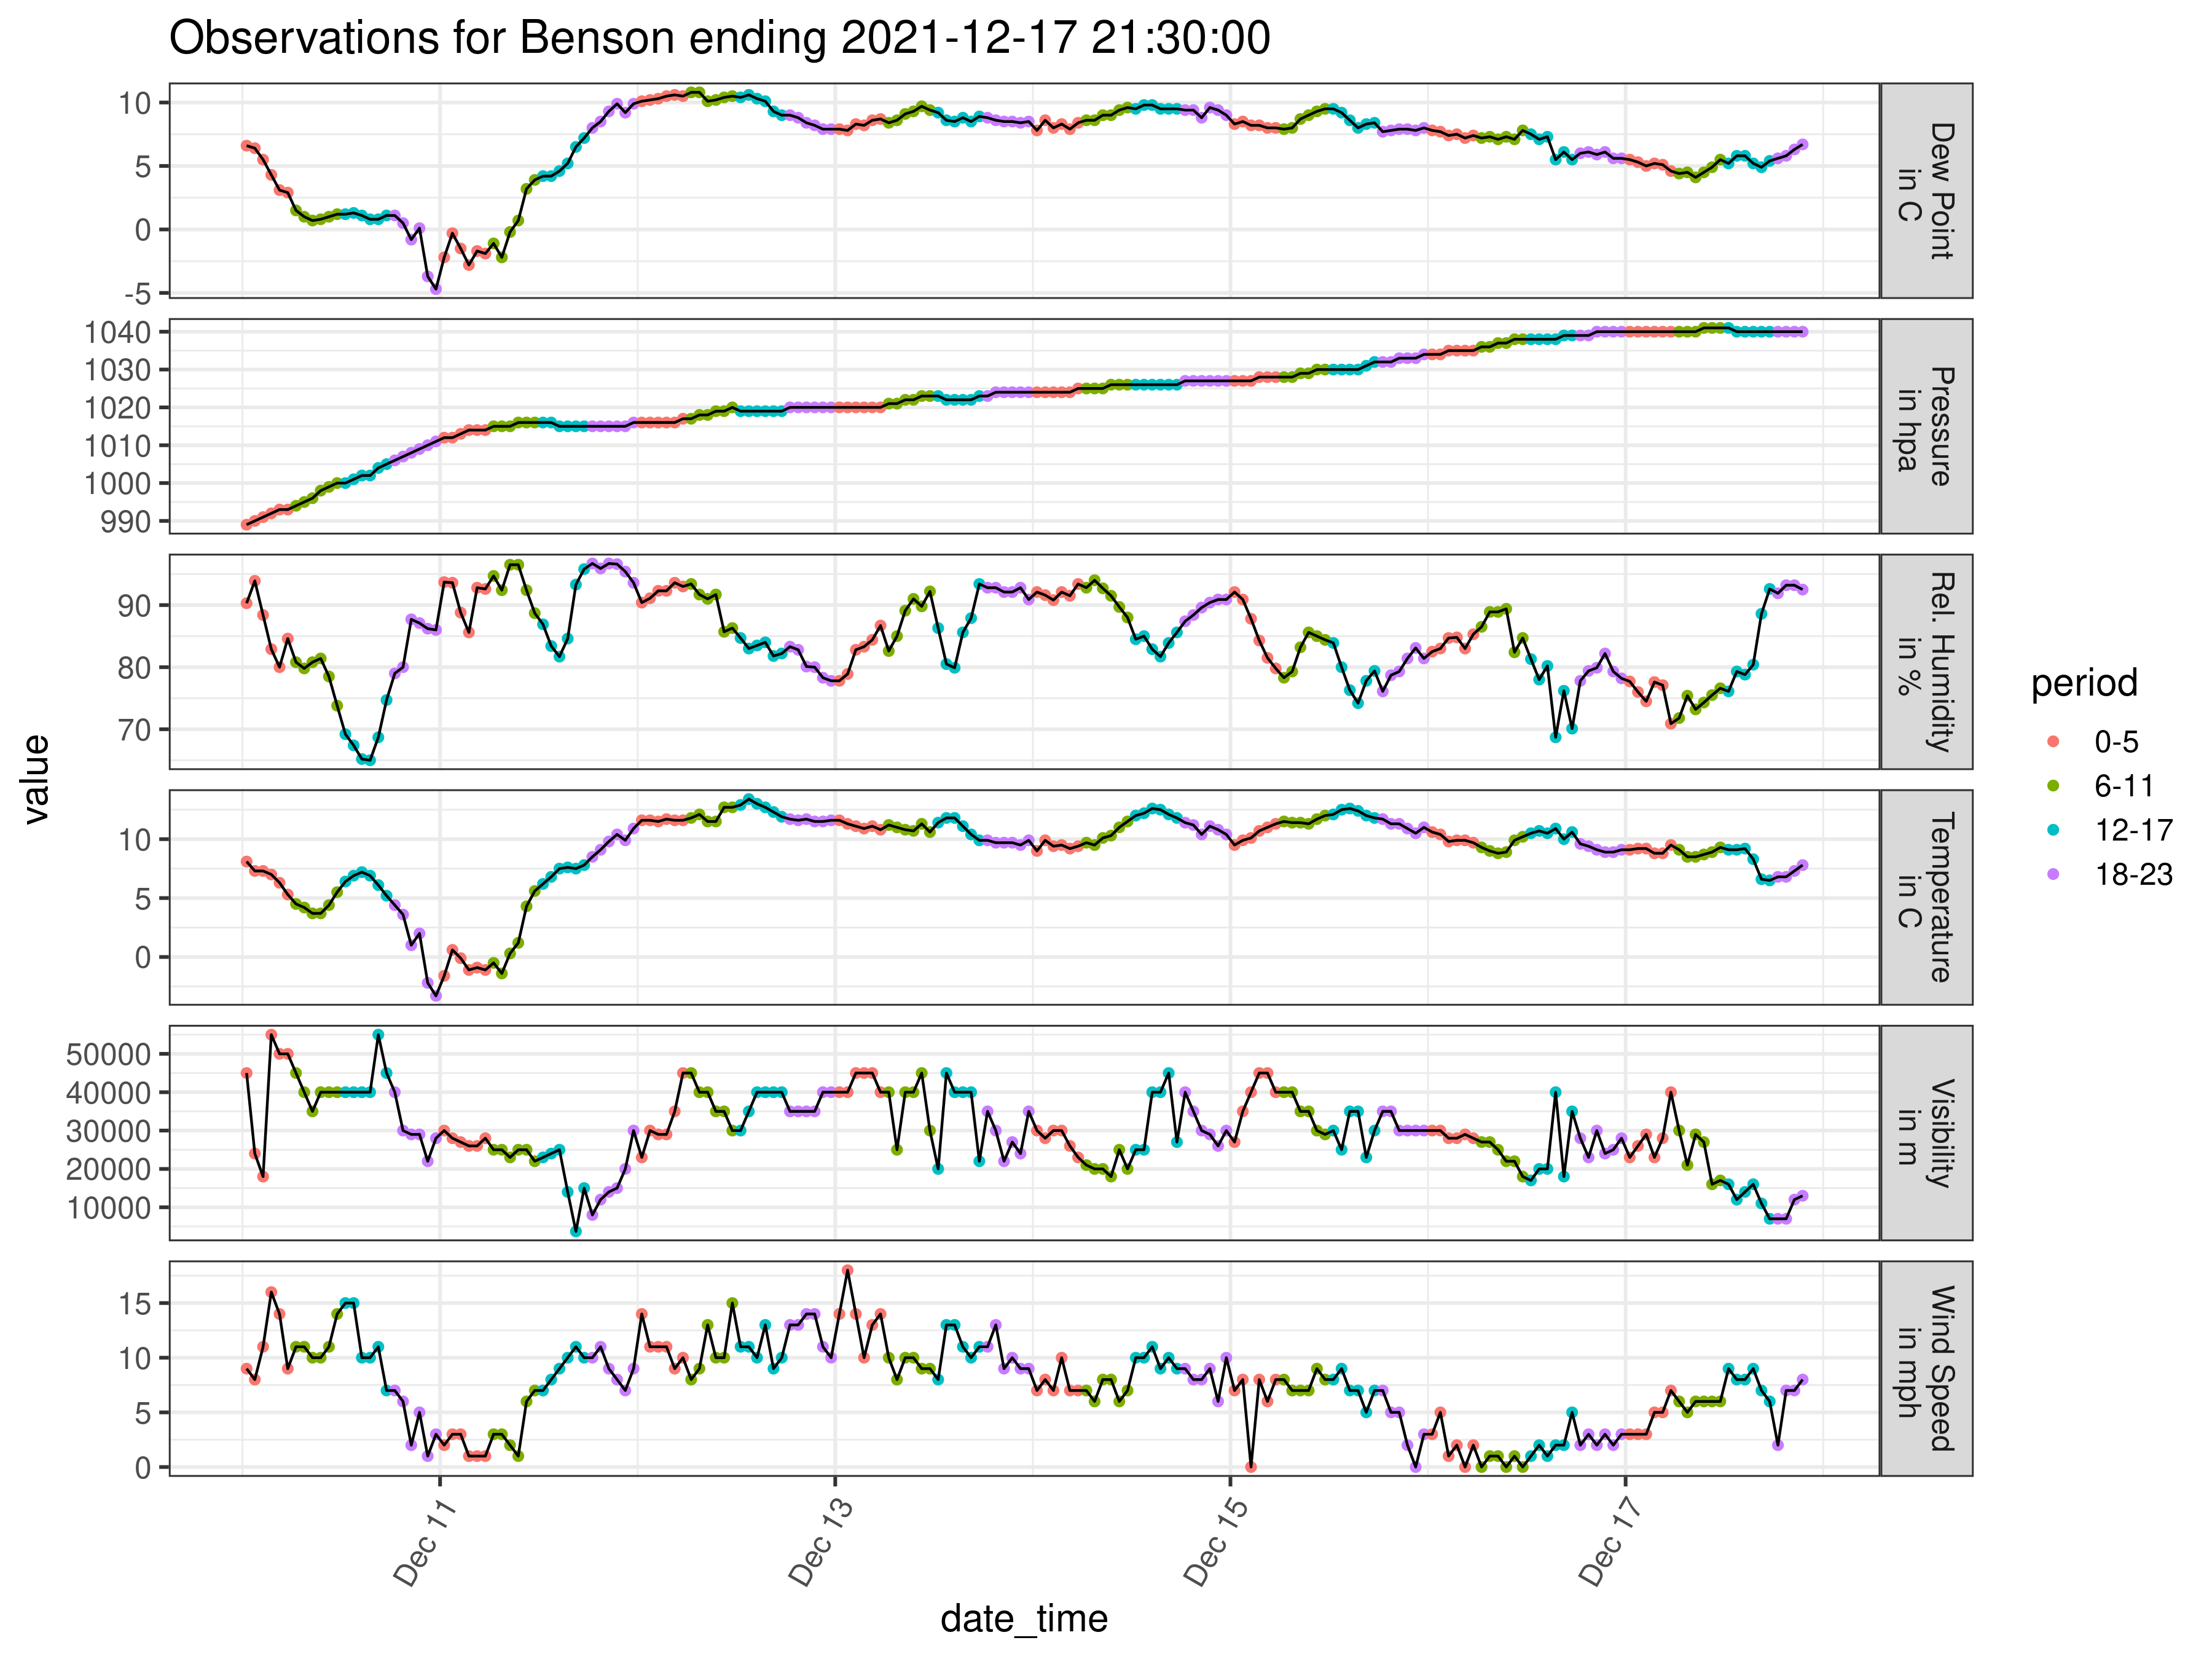 Observations for Benson ending 2021-12-17 21:30:00
value
10
5
0
-5
Dew Point
in C
1040
1030
1020
1010
1000
990
Pressure
in hpa
90
80
70
Rel. Humidity
in %
10
5
0
Temperature
in C
50000
40000
30000
20000
10000
Visibility
in m
15
10
5
0
Wind Speed
in mph
Dec 11
Dec 13
Dec 15
Dec 17
date_time
period
0-5
6-11
12-17
18-23